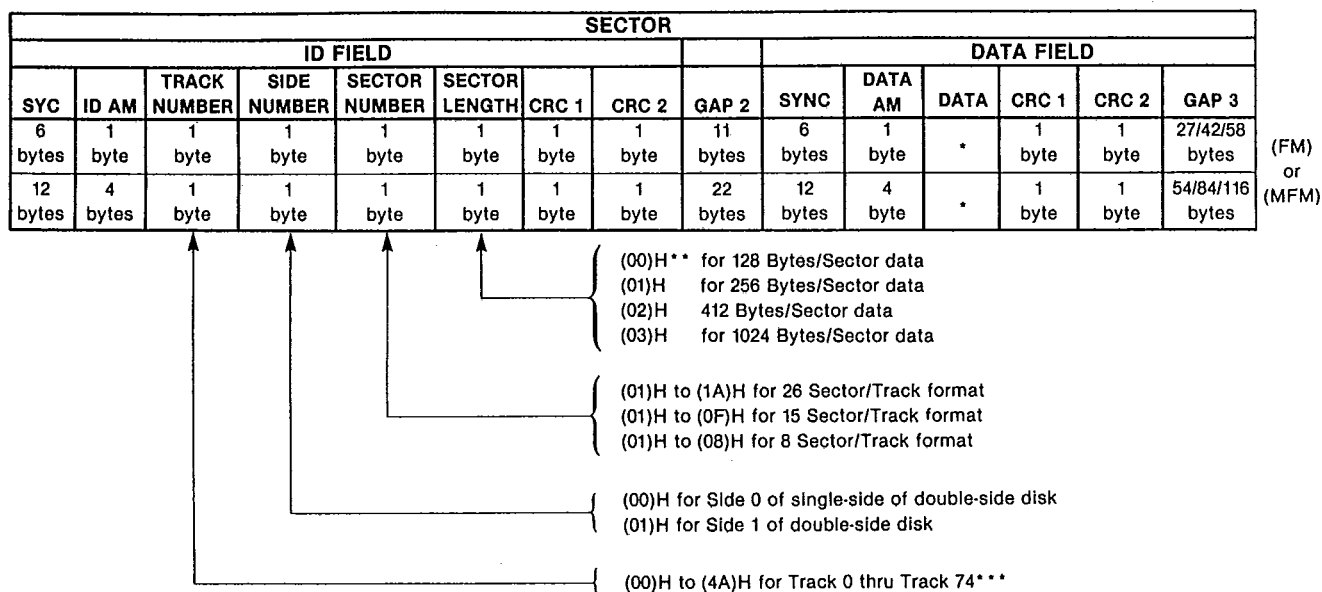 SECTOR
ID FIELD DATA FIELD
SYC ID AM TRACK NUMBER SIDE NUMBER SECTOR NUMBER SECTOR LENGTH CRC 1 CRC 2 GAP 2 SYNC DATA AM DATA CRC 1 CRC 2 GAP 3
6 bytes 1 byte 1 byte 1 byte 1 byte 1 byte 1 byte 1 byte 11 bytes 6 bytes 1 byte * 1 byte 1 byte 27/42/58 bytes (FM)
or
12 bytes 4 bytes 1 byte 1 byte 1 byte 1 byte 1 byte 1 byte 22 bytes 12 bytes 4 byte * 1 byte 1 byte 54/84/116 bytes (MFM)
(00)H** for 128 Bytes/Sector data
(01)H for 256 Bytes/Sector data
(02)H 412 Bytes/Sector data
(03)H for 1024 Bytes/Sector data
(01)H to (1A)H for 26 Sector/Track format
(01)H to (0F)H for 15 Sector/Track format
(01)H to (08)H for 8 Sector/Track format
(00)H for Side 0 of single-side of double-side disk
(01)H for Side 1 of double-side disk
(00)H to (4A)H for Track 0 thru Track 74***